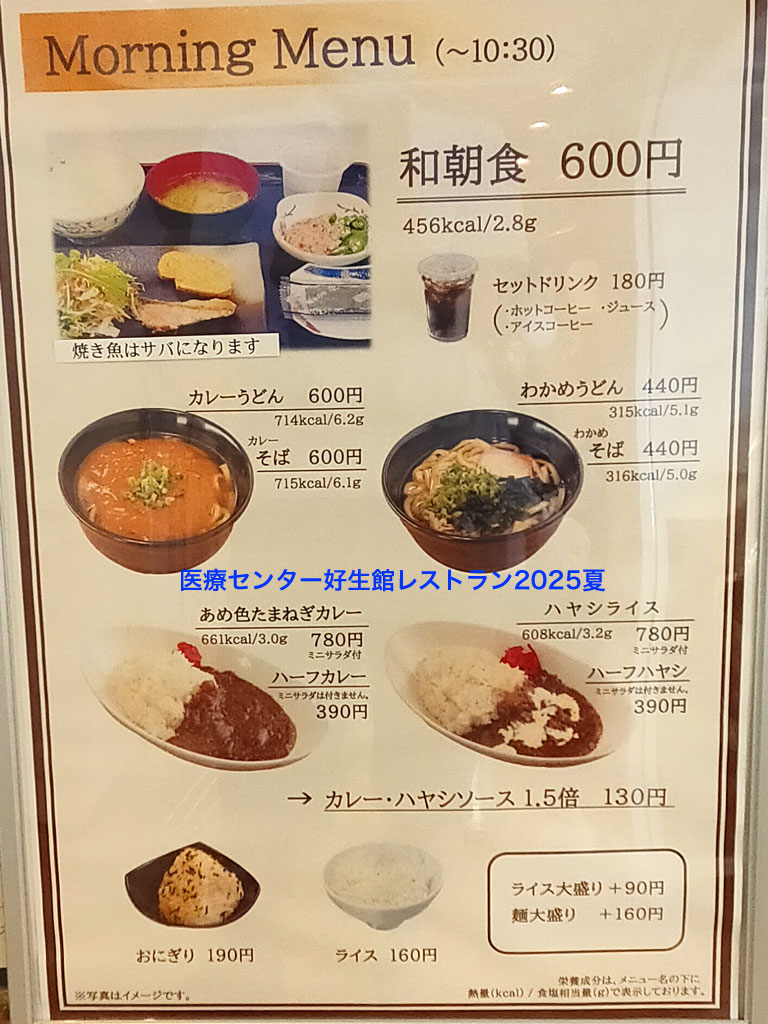 Morning Menu (～10:30)
和朝食 600円
456kcal/2.8g
セットドリンク 180円
(・ホットコーヒー ・ジュース
・アイスコーヒー)
焼き魚はサバになります
カレーうどん 600円
714kcal/6.2g
カレー
そば 600円
715kcal/6.1g
わかめうどん 440円
315kcal/5.1g
わかめ
そば 440円
316kcal/5.0g
医療センター好生館レストラン2025夏
あめ色たまねぎカレー
661kcal/3.0g 780円
ミニサラダ付
ハーフカレー
ミニサラダは付きません。
390円
ハヤシライス
608kcal/3.2g 780円
ミニサラダ付
ハーフハヤシ
ミニサラダは付きません。
390円
→ カレー・ハヤシソース 1.5倍 130円
おにぎり 190円
ライス 160円
ライス大盛り ＋90円
麺大盛り ＋160円
※写真はイメージです。
栄養成分は、メニュー名の下に
熱量(kcal) / 食塩相当量(g)で表示しております。